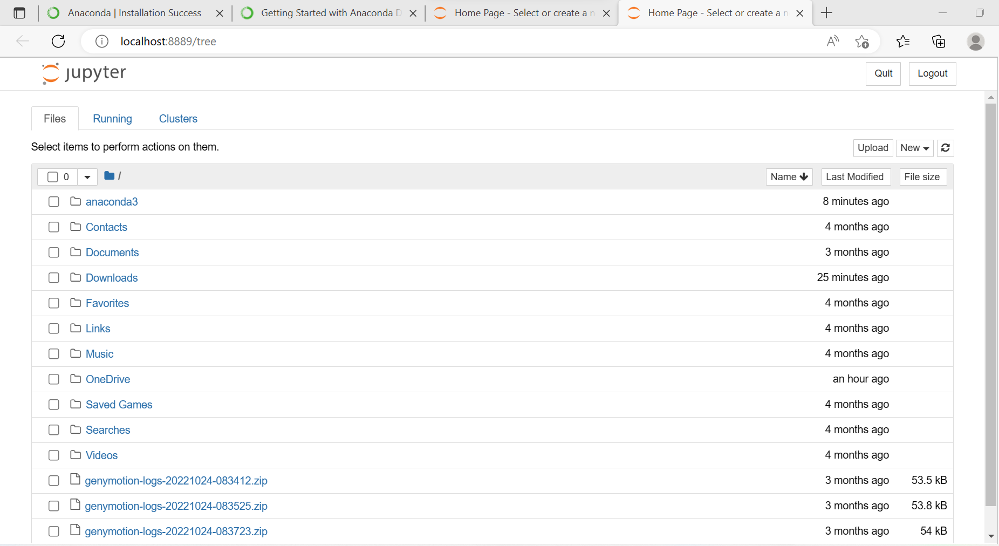 Anaconda | Installation Success
Getting Started with Anaconda D
Home Page - Select or create a n
Home Page - Select or create a n
localhost:8889/tree
jupyter
Quit
Logout
Files
Running
Clusters
Select items to perform actions on them.
Upload
New
0
/
Name
Last Modified
File size
anaconda3 8 minutes ago
Contacts 4 months ago
Documents 3 months ago
Downloads 25 minutes ago
Favorites 4 months ago
Links 4 months ago
Music 4 months ago
OneDrive an hour ago
Saved Games 4 months ago
Searches 4 months ago
Videos 4 months ago
genymotion-logs-20221024-083412.zip 3 months ago 53.5 kB
genymotion-logs-20221024-083525.zip 3 months ago 53.8 kB
genymotion-logs-20221024-083723.zip 3 months ago 54 kB